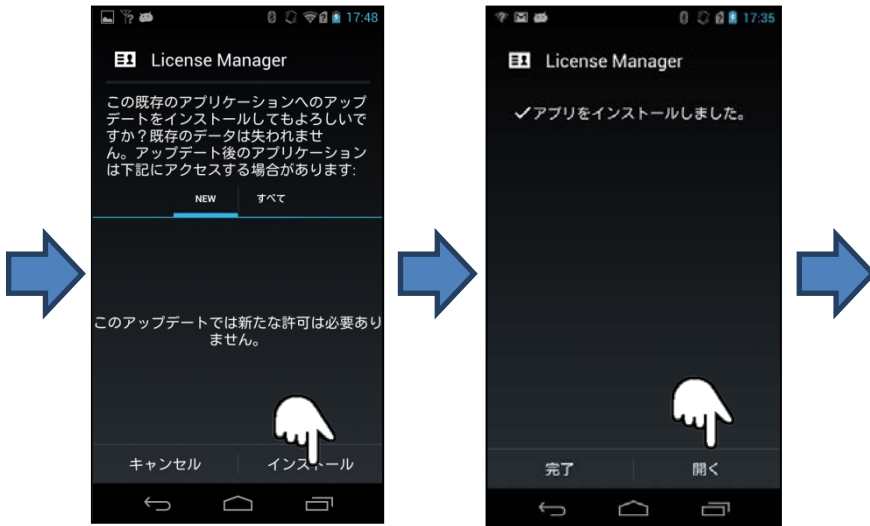 17:48
License Manager
この既存のアプリケーションへのアップ
デートをインストールしてもよろしいで
すか？既存のデータは失われませ
ん。アップデート後のアプリケーション
は下記にアクセスする場合があります:
NEW すべて
このアップデートでは新たな許可は必要あり
ません。
キャンセル インストール
17:35
License Manager
✓アプリをインストールしました。
完了 開く